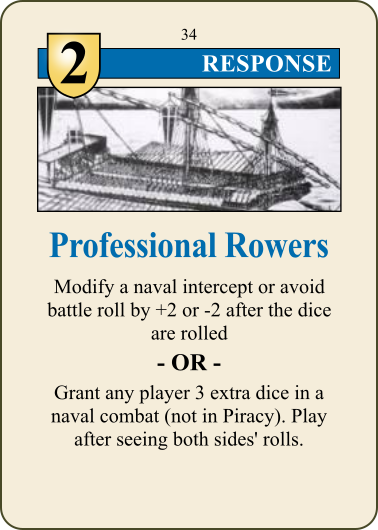 34
2
RESPONSE
Professional Rowers
Modify a naval intercept or avoid
battle roll by +2 or -2 after the dice
are rolled
- OR -
Grant any player 3 extra dice in a
naval combat (not in Piracy). Play
after seeing both sides' rolls.